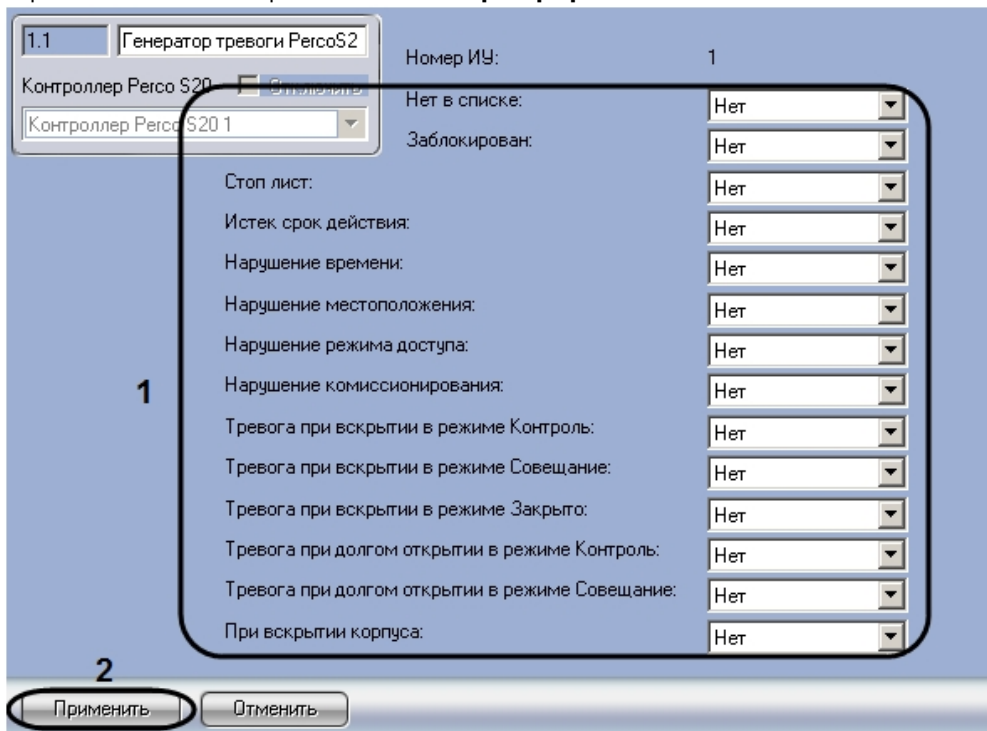 1.1 Генератор тревоги PercoS2
Номер ИУ: 1
Контроллер Perco S20 Отключить
Нет в списке: Нет
Контроллер Perco S20 1
Заблокирован: Нет
Стоп лист: Нет
Истек срок действия: Нет
Нарушение времени: Нет
Нарушение местоположения: Нет
Нарушение режима доступа: Нет
1
Нарушение комиссионирования: Нет
Тревога при вскрытии в режиме Контроль: Нет
Тревога при вскрытии в режиме Совещание: Нет
Тревога при вскрытии в режиме Закрыто: Нет
Тревога при долгом открытии в режиме Контроль: Нет
Тревога при долгом открытии в режиме Совещание: Нет
При вскрытии корпуса: Нет
2
Применить Отменить